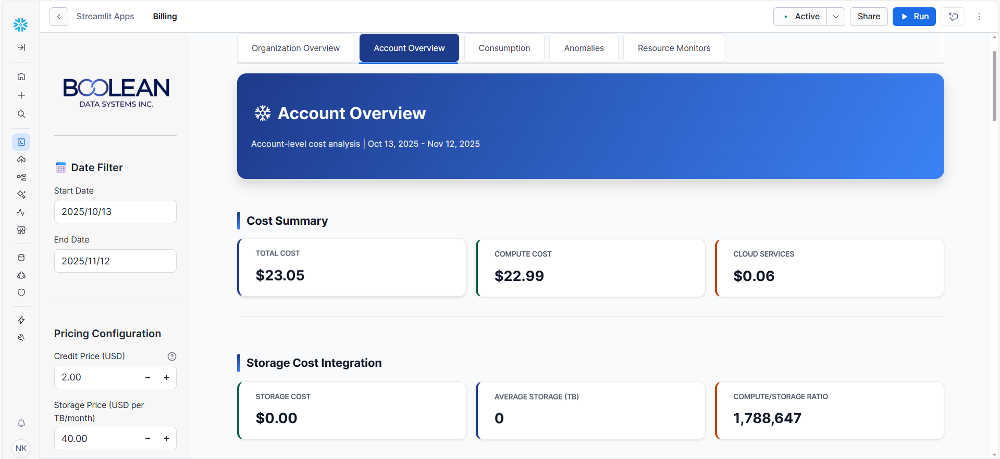 Streamlit Apps
Billing
Active
Share
Run
BOOLEAN
DATA SYSTEMS INC.
Date Filter
Start Date
2025/10/13
End Date
2025/11/12
Pricing Configuration
Credit Price (USD)
2.00
Storage Price (USD per
TB/month)
40.00
NK
Organization Overview
Account Overview
Consumption
Anomalies
Resource Monitors
Account Overview
Account-level cost analysis | Oct 13, 2025 - Nov 12, 2025
Cost Summary
TOTAL COST
$23.05
COMPUTE COST
$22.99
CLOUD SERVICES
$0.06
Storage Cost Integration
STORAGE COST
$0.00
AVERAGE STORAGE (TB)
0
COMPUTE/STORAGE RATIO
1,788,647